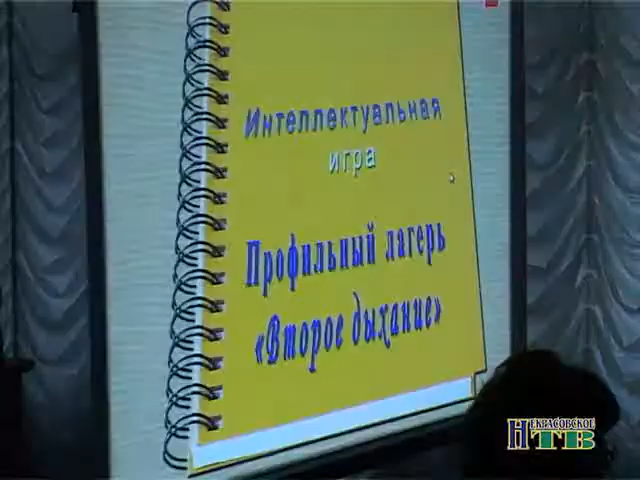 Интеллектуальная
игра
Профильный лагерь
«Второе дыхание»
НЕКРАСОВСКОЕ
ТВ